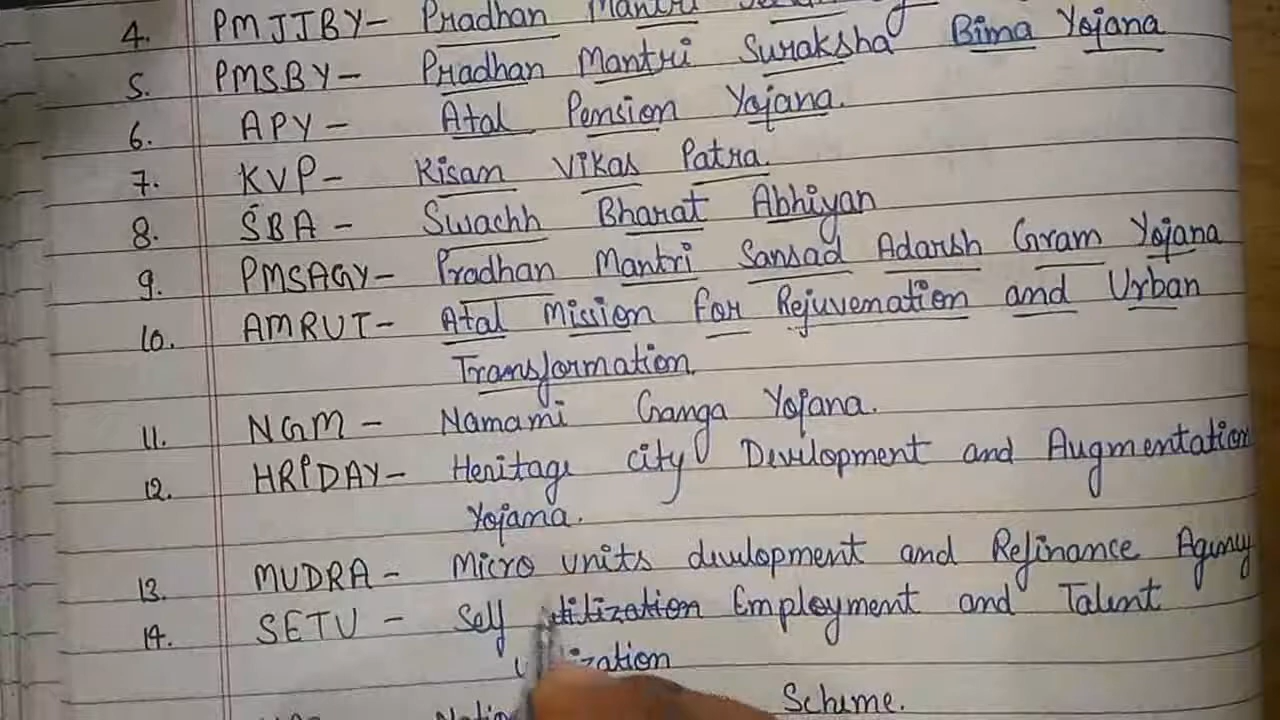 4. PMJJBY- Pradhan Mantri
5. PMSBY- Pradhan Mantri Suraksha Bima Yojana
6. APY - Atal Pension Yojana.
7. KVP- Kisan Vikas Patra.
8. SBA - Swachh Bharat Abhiyan
9. PMSAGY- Pradhan Mantri Sansad Adarsh Gram Yojana
10. AMRUT- Atal Mission for Rejuvenation and Urban
Transformation.
11. NGM - Namami Ganga Yojana.
12. HRIDAY- Heritage city Development and Augmentation
Yojana.
13. MUDRA- Micro units development and Refinance Agency
14. SETU - Self utilization Employment and Talent
Scheme.